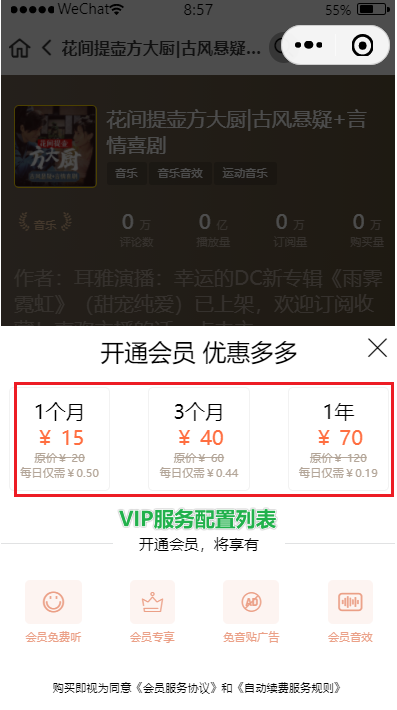 WeChat 8:57 55%
花间提壶方大厨|古风悬疑...
花间提壶方大厨|古风悬疑+言
情喜剧
花间提壶
方大厨
音乐 音乐音效 运动音乐
音乐 0 万 0 亿 0 万 0 万
评论数 播放量 订阅量 购买量
作者：耳雅演播：幸运的DC新专辑《雨霁
霓虹》（甜宠纯爱）已上架，欢迎订阅收
开通会员 优惠多多
1个月 3个月 1年
￥ 15 ￥ 40 ￥ 70
原价￥ 20 原价￥ 60 原价￥ 120
每日仅需￥0.50 每日仅需￥0.44 每日仅需￥0.19
VIP服务配置列表
开通会员，将享有
AD
会员免费听 会员专享 免音贴广告 会员音效
购买即视为同意《会员服务协议》和《自动续费服务规则》